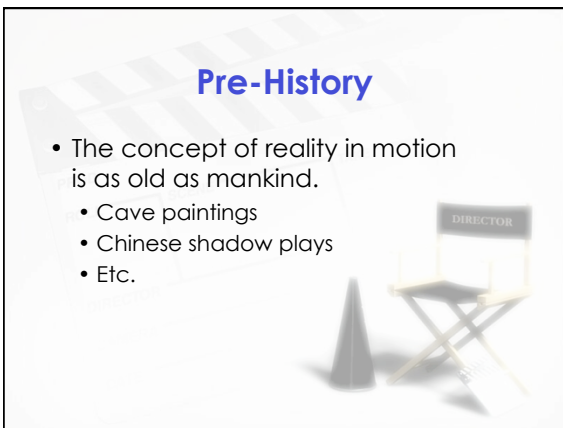 Pre-History
• The concept of reality in motion
is as old as mankind.
• Cave paintings
• Chinese shadow plays
• Etc.
DIRECTOR